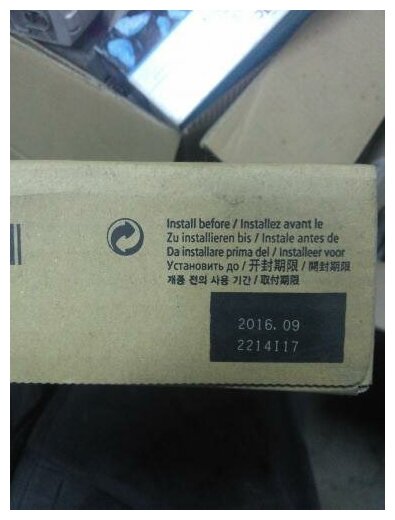 Install before / Installez avant le
Zu installieren bis / Instale antes de
Da installare prima del / Installeer voor
Установить до / 开封期限 / 開封期限
제품 전의 사용 기간 / 取付期限
2016. 09
2214I17